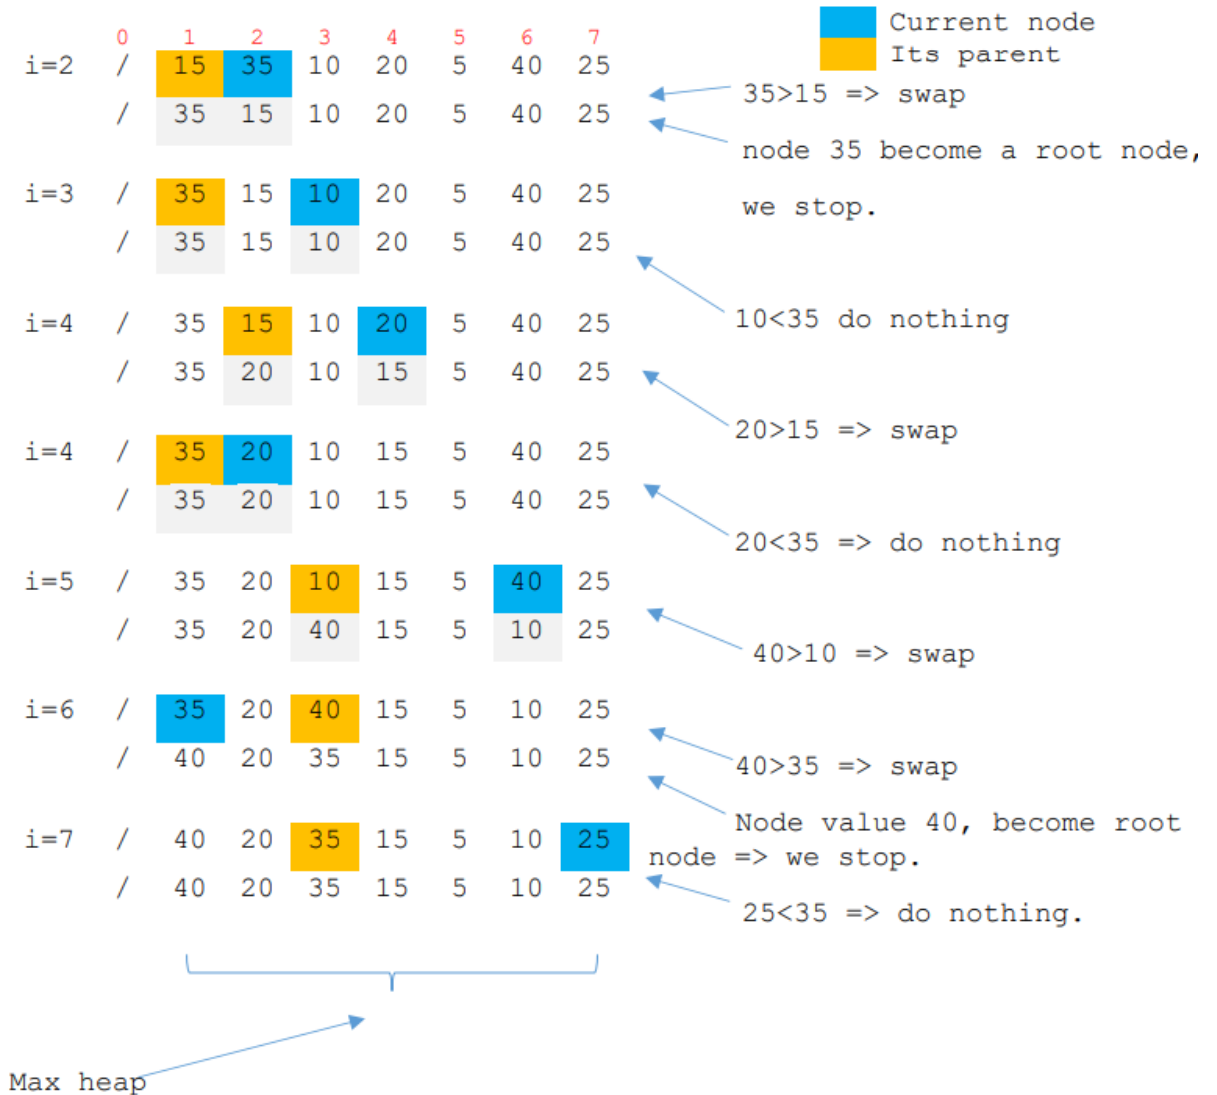 Current node
Its parent
0 1 2 3 4 5 6 7
i=2 / 15 35 10 20 5 40 25
35>15 => swap
/ 35 15 10 20 5 40 25
node 35 become a root node,
we stop.
i=3 / 35 15 10 20 5 40 25
/ 35 15 10 20 5 40 25
10<35 do nothing
i=4 / 35 15 10 20 5 40 25
/ 35 20 10 15 5 40 25
20>15 => swap
i=4 / 35 20 10 15 5 40 25
/ 35 20 10 15 5 40 25
20<35 => do nothing
i=5 / 35 20 10 15 5 40 25
/ 35 20 40 15 5 10 25
40>10 => swap
i=6 / 35 20 40 15 5 10 25
/ 40 20 35 15 5 10 25
40>35 => swap
Node value 40, become root
node => we stop.
i=7 / 40 20 35 15 5 10 25
/ 40 20 35 15 5 10 25
25<35 => do nothing.
Max heap